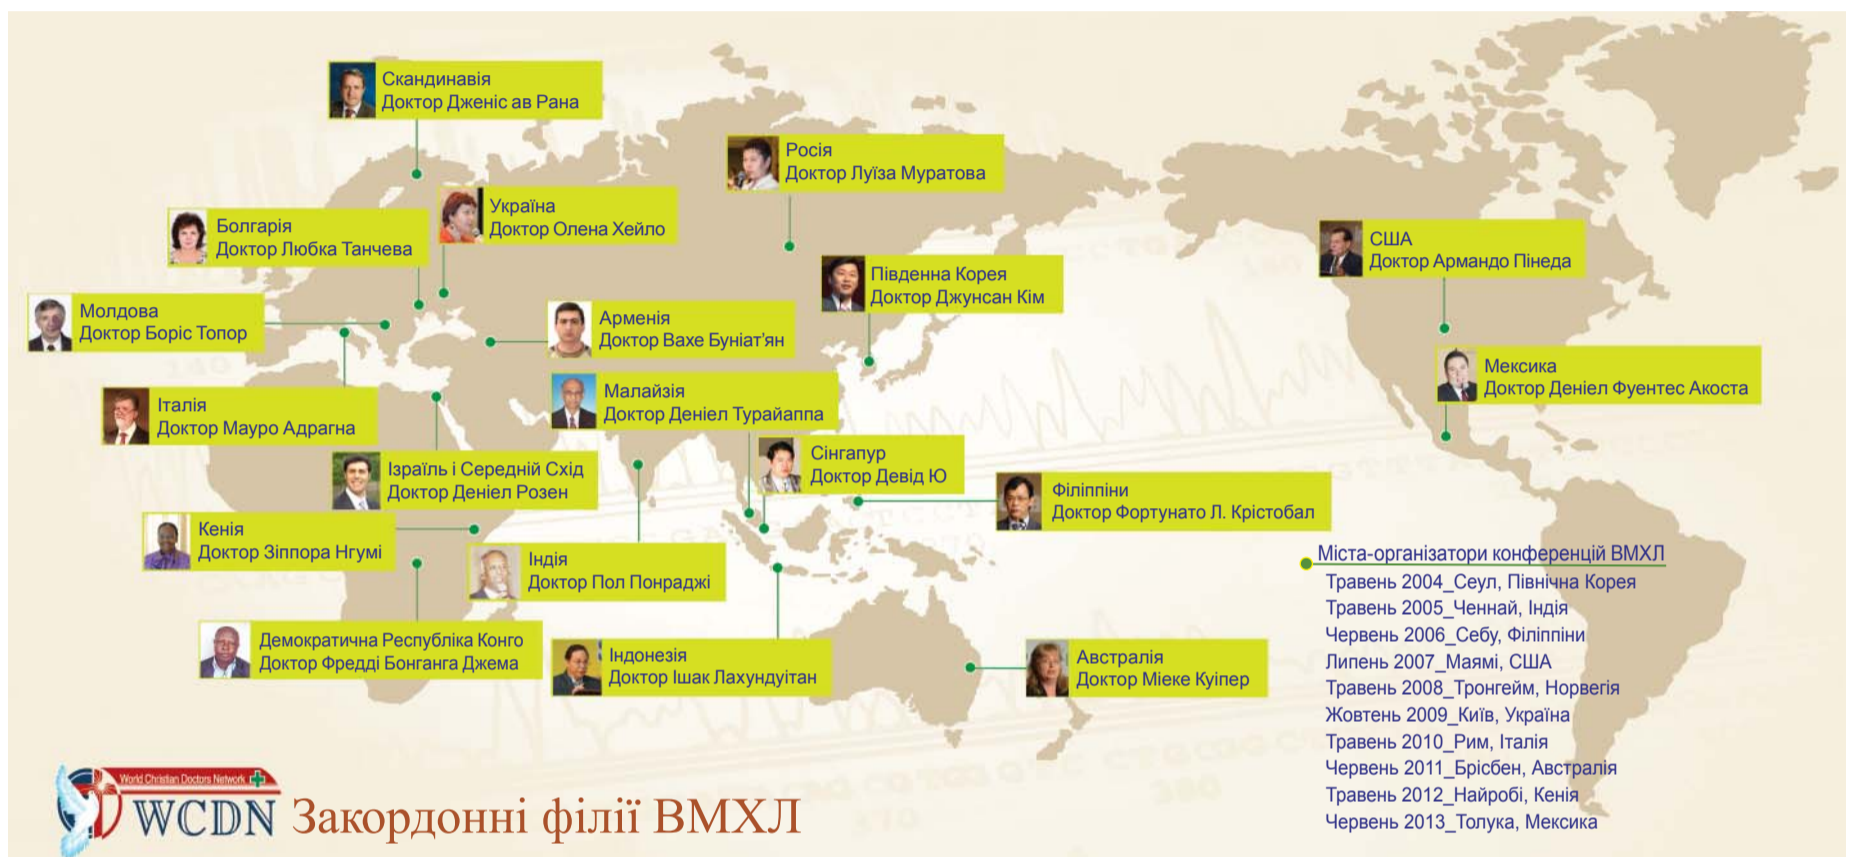 Скандинавія
Доктор Дженіс ав Рана
Росія
Доктор Луїза Муратова
Україна
Доктор Олена Хейло
Болгарія
Доктор Любка Танчева
США
Доктор Армандо Пінеда
Південна Корея
Доктор Джунсан Кім
Молдова
Доктор Боріс Топор
Арменія
Доктор Вахе Буніат’ян
Мексика
Доктор Деніел Фуентес Акоста
Малайзія
Доктор Деніел Турайаппа
Італія
Доктор Мауро Адрагна
Сінгапур
Доктор Девід Ю
Ізраїль і Середній Схід
Доктор Деніел Розен
Філіппіни
Доктор Фортунато Л. Крістобал
Кенія
Доктор Зіппора Нгумі
Індія
Доктор Пол Понраджі
Демократична Республіка Конго
Доктор Фредді Бонганга Джема
Індонезія
Доктор Ішак Лахундуітан
Австралія
Доктор Міеке Куіпер
Міста-організатори конференцій ВМХЛ
Травень 2004_Сеул, Північна Корея
Травень 2005_Ченнай, Індія
Червень 2006_Себу, Філіппіни
Липень 2007_Маямі, США
Травень 2008_Тронгейм, Норвегія
Жовтень 2009_Київ, Україна
Травень 2010_Рим, Італія
Червень 2011_Брісбен, Австралія
Травень 2012_Найробі, Кенія
Червень 2013_Толука, Мексика
World Christian Doctors Network
WCDN
Закордонні філії ВМХЛ